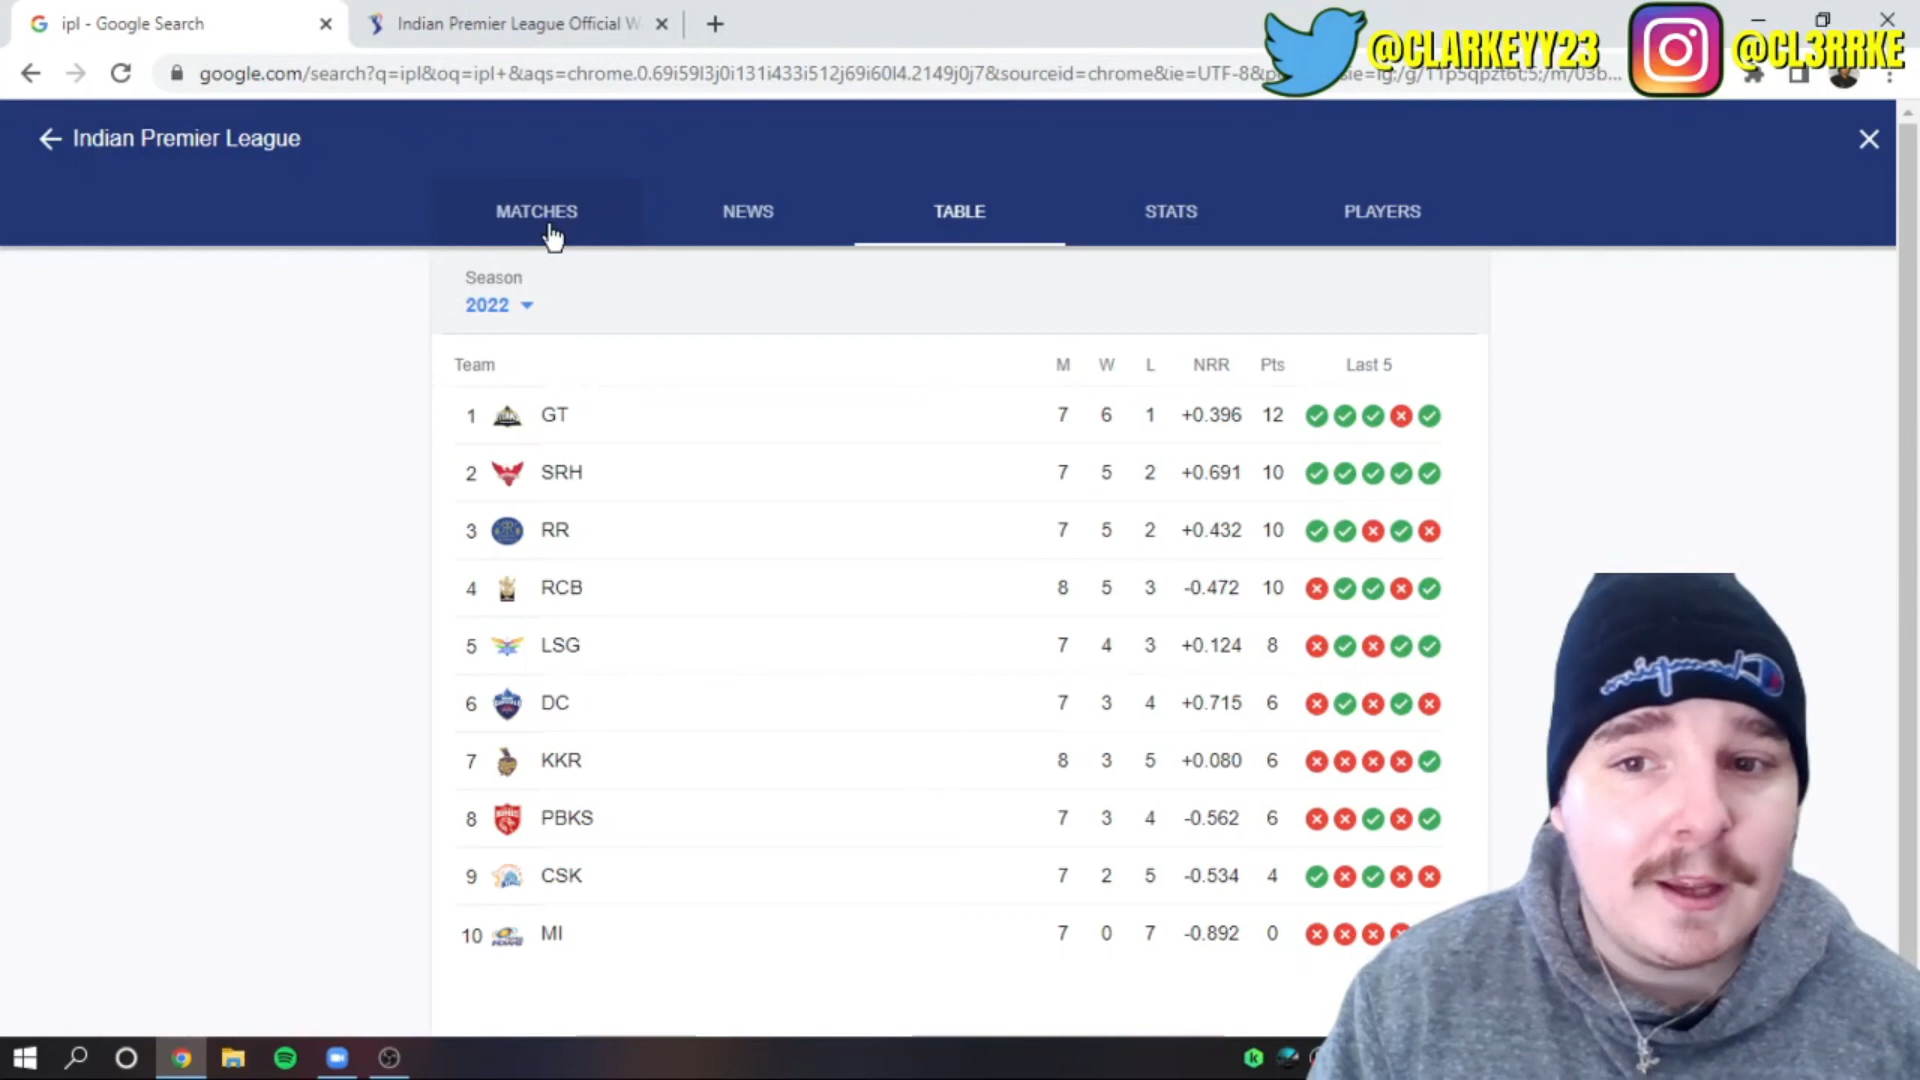 ipl - Google Search
Indian Premier League Official W
@CLARKEYY23
@CL3RRKE
google.com/search?q=ipl&oq=ipl+&aqs=chrome.0.69i59l3j0i131i433i512j69i60l4.2149j0j7&sourceid=chrome&ie=UTF-8
Indian Premier League
MATCHES NEWS TABLE STATS PLAYERS
Season
2022
Team M W L NRR Pts Last 5
1 GT 7 6 1 +0.396 12
2 SRH 7 5 2 +0.691 10
3 RR 7 5 2 +0.432 10
4 RCB 8 5 3 -0.472 10
5 LSG 7 4 3 +0.124 8
6 DC 7 3 4 +0.715 6
7 KKR 8 3 5 +0.080 6
8 PBKS 7 3 4 -0.562 6
9 CSK 7 2 5 -0.534 4
10 MI 7 0 7 -0.892 0
Champion